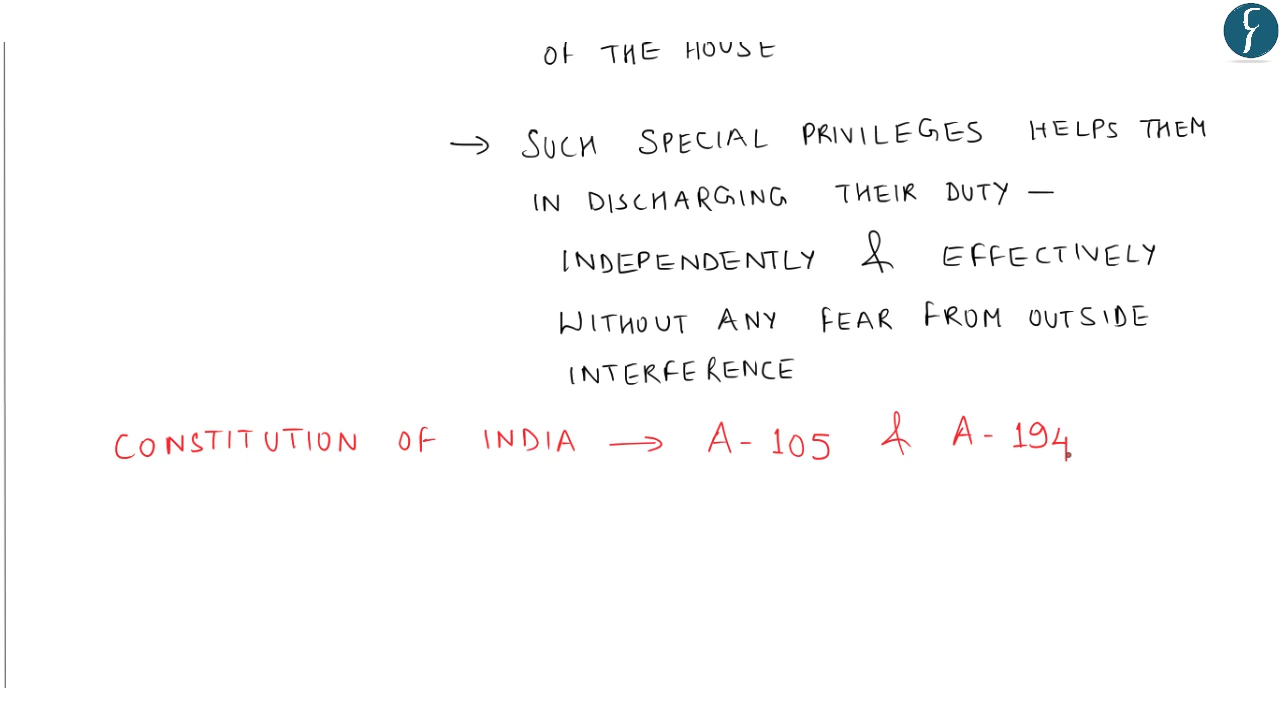 OF THE HOUSE
→ SUCH SPECIAL PRIVILEGES HELPS THEM
IN DISCHARGING THEIR DUTY —
INDEPENDENTLY & EFFECTIVELY
WITHOUT ANY FEAR FROM OUTSIDE
INTERFERENCE
CONSTITUTION OF INDIA → A-105 & A-194